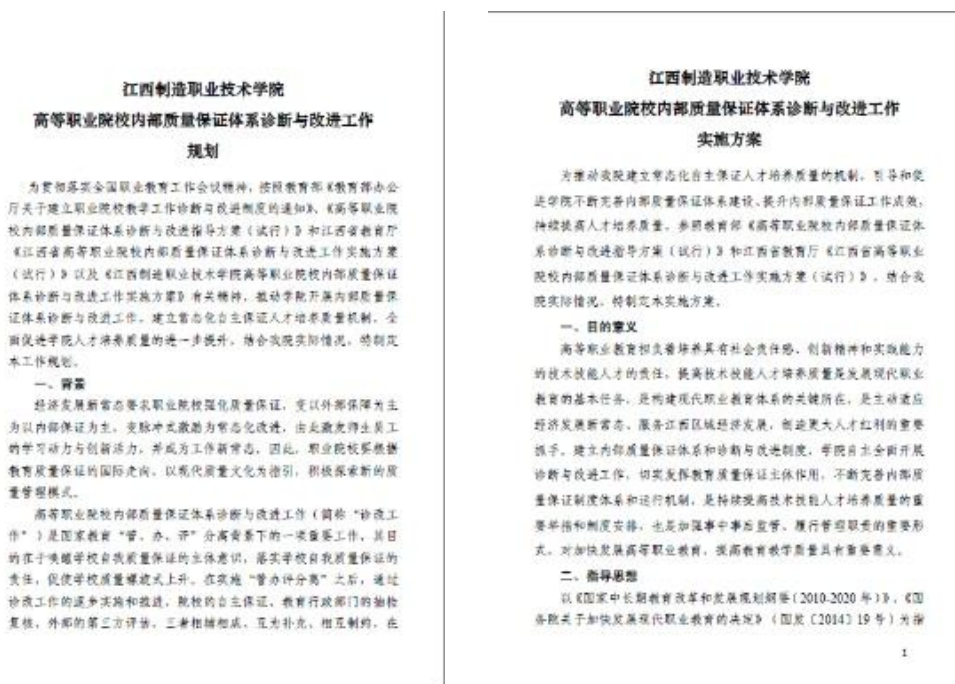 江西制造职业技术学院
高等职业院校内部质量保证体系诊断与改进工作
规划
为贯彻落实全国职业教育工作会议精神，按照教育部《教育部办公
厅关于建立职业院校教学工作诊断与改进制度的通知》、《高等职业院
校内部质量保证体系诊断与改进指导方案（试行）》和江西省教育厅
《江西省高等职业院校内部质量保证体系诊断与改进工作实施方案
（试行）》以及《江西制造职业技术学院高等职业院校内部质量保证
体系诊断与改进工作实施方案》有关精神，推动学院开展内部质量保
证体系诊断与改进工作，建立常态化自主保证人才培养质量机制，全
面促进学院人才培养质量的进一步提升，结合我院实际情况，特制定
本工作规划。
一、背景
经济发展新常态要求职业院校强化质量保证，变以外部保障为主
为以内部保证为主，变脉冲式激励为常态化改进，由此激发师生员工
的学习动力与创新活力，并成为工作新常态，因此，职业院校要根据
教育质量保证的国际走向，以现代质量文化为指引，积极探索新的质
量管理模式。
高等职业院校内部质量保证体系诊断与改进工作（简称“诊改工
作”）是国家教育“管、办、评”分离背景下的一项重要工作，其目
的在于唤醒学校自我质量保证的主体意识，落实学校自我质量保证的
责任，促使学校质量螺旋式上升。在实施“管办评分离”之后，通过
诊改工作的逐步实施和推进，院校的自主保证、教育行政部门的抽检
复核、外部的第三方评估，三者相辅相成，互为补充，相互制约，在
江西制造职业技术学院
高等职业院校内部质量保证体系诊断与改进工作
实施方案
为推动我院建立常态化自主保证人才培养质量的机制，引导和促
进学院不断完善内部质量保证体系建设、提升内部质量保证工作成效，
持续提高人才培养质量，参照教育部《高等职业院校内部质量保证体
系诊断与改进指导方案（试行）》和江西省教育厅《江西省高等职业
院校内部质量保证体系诊断与改进工作实施方案（试行）》，结合我
院实际情况，特制定本实施方案。
一、目的意义
高等职业教育担负着培养具有社会责任感、创新精神和实践能力
的技术技能人才的责任，提高技术技能人才培养质量是发展现代职业
教育的基本任务，是构建现代职业教育体系的关键所在，是主动适应
经济发展新常态、服务江西区域经济发展，创造更大人才红利的重要
抓手。建立内部质量保证体系和诊断与改进制度，学院自主全面开展
诊断与改进工作，切实发挥教育质量保证主体作用，不断完善内部质
量保证制度体系和运行机制，是持续提高技术技能人才培养质量的重
要举措和制度安排，也是加强事中事后监管、履行管理职责的重要形
式，对加快发展高等职业教育，提高教育教学质量具有重要意义。
二、指导思想
以《国家中长期教育改革和发展规划纲要（2010-2020年）》、《国
务院关于加快发展现代职业教育的决定》（国发〔2014〕19号）为指
1